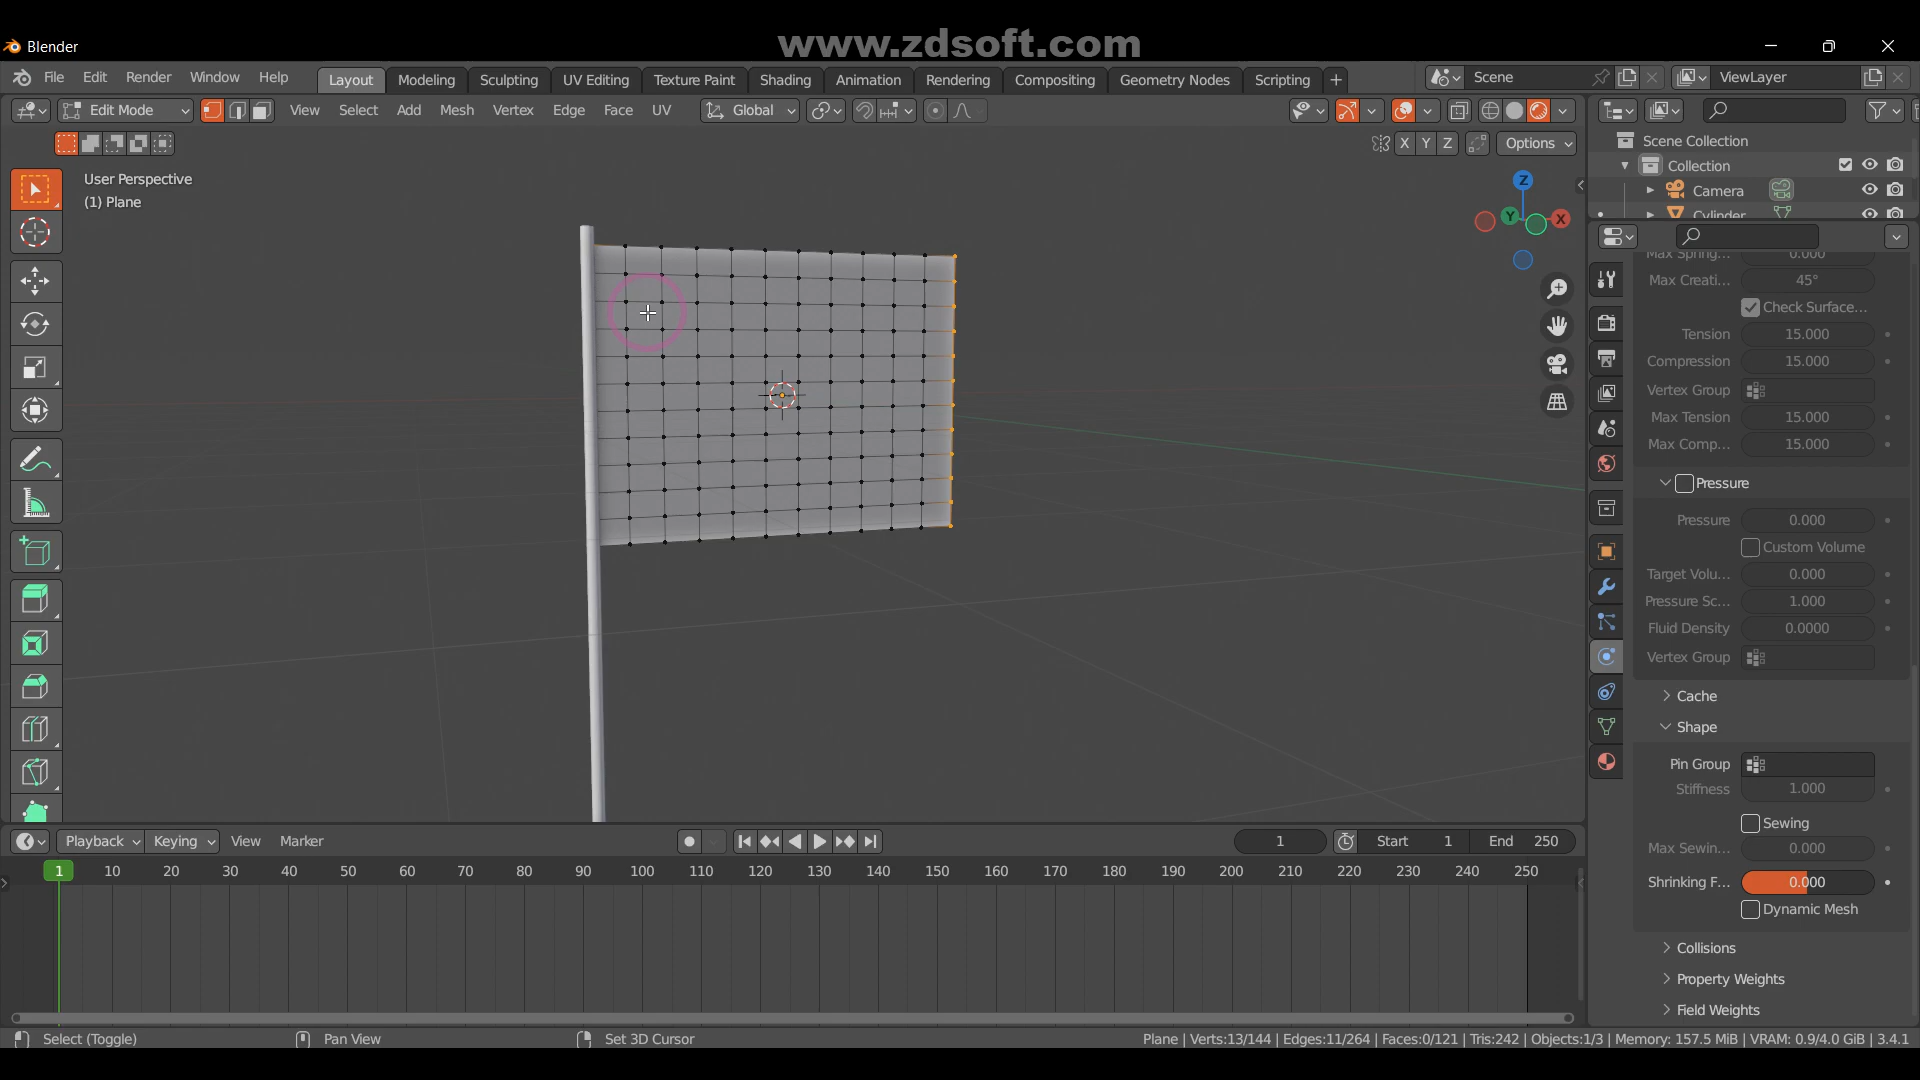 www.zdsoft.com
Blender
File Edit Render Window Help Layout Modeling Sculpting UV Editing Texture Paint Shading Animation Rendering Compositing Geometry Nodes Scripting + Scene ViewLayer
Edit Mode View Select Add Mesh Vertex Edge Face UV Global
X Y Z Options
Scene Collection
Collection
Camera
Cylinder
User Perspective
(1) Plane
Z
Y X
Max Spring... 0.000
Max Creati... 45°
Check Surface...
Tension 15.000
Compression 15.000
Vertex Group
Max Tension 15.000
Max Comp... 15.000
Pressure
Pressure 0.000
Custom Volume
Target Volu... 0.000
Pressure Sc... 1.000
Fluid Density 0.0000
Vertex Group
Cache
Shape
Pin Group
Stiffness 1.000
Sewing
Max Sewin... 0.000
Shrinking F... 0.000
Dynamic Mesh
Collisions
Property Weights
Field Weights
Playback Keying View Marker 1 Start 1 End 250
1 10 20 30 40 50 60 70 80 90 100 110 120 130 140 150 160 170 180 190 200 210 220 230 240 250
Select (Toggle) Pan View Set 3D Cursor Plane | Verts:13/144 | Edges:11/264 | Faces:0/121 | Tris:242 | Objects:1/3 | Memory: 157.5 MiB | VRAM: 0.9/4.0 GiB | 3.4.1